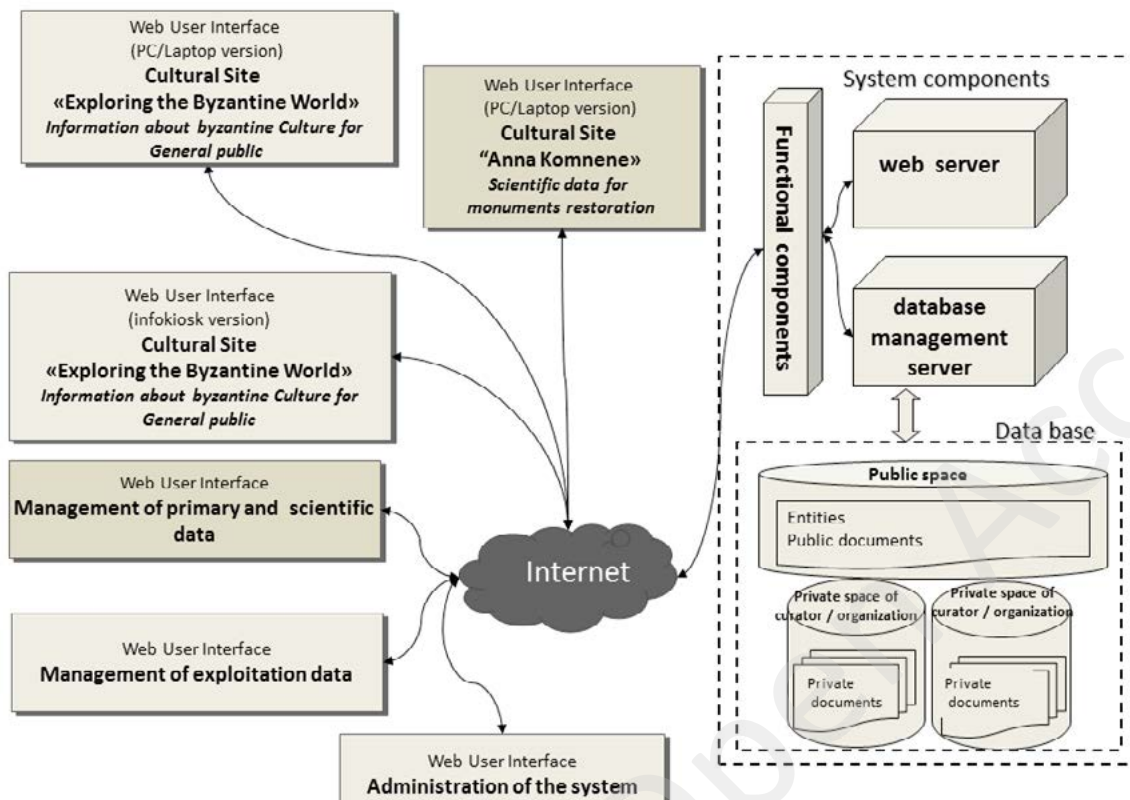 Web User Interface
(PC/Laptop version)
Cultural Site
«Exploring the Byzantine World»
Information about byzantine Culture for
General public
Web User Interface
(PC/Laptop version)
Cultural Site
“Anna Komnene»
Scientific data for
monuments restoration
Web User Interface
(infokiosk version)
Cultural Site
«Exploring the Byzantine World»
Information about byzantine Culture for
General public
Web User Interface
Management of primary and scientific
data
Web User Interface
Management of exploitation data
Web User Interface
Administration of the system
Internet
System components
Functional components
web server
database
management
server
Data base
Public space
Entities
Public documents
Private space of
curator / organization
Private
documents
Private space of
curator / organization
Private
documents
Open Acc